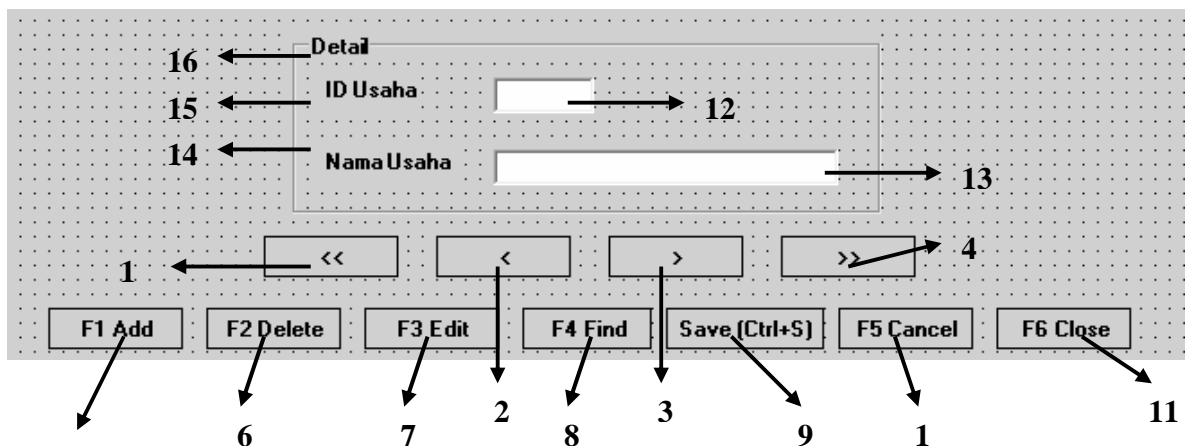 Detail
16
ID Usaha
15
12
14
Nama Usaha
13
<< < > >>
1
4
F1 Add F2 Delete F3 Edit F4 Find Save (Ctrl+S) F5 Cancel F6 Close
6 7 2 8 3 9 1 11